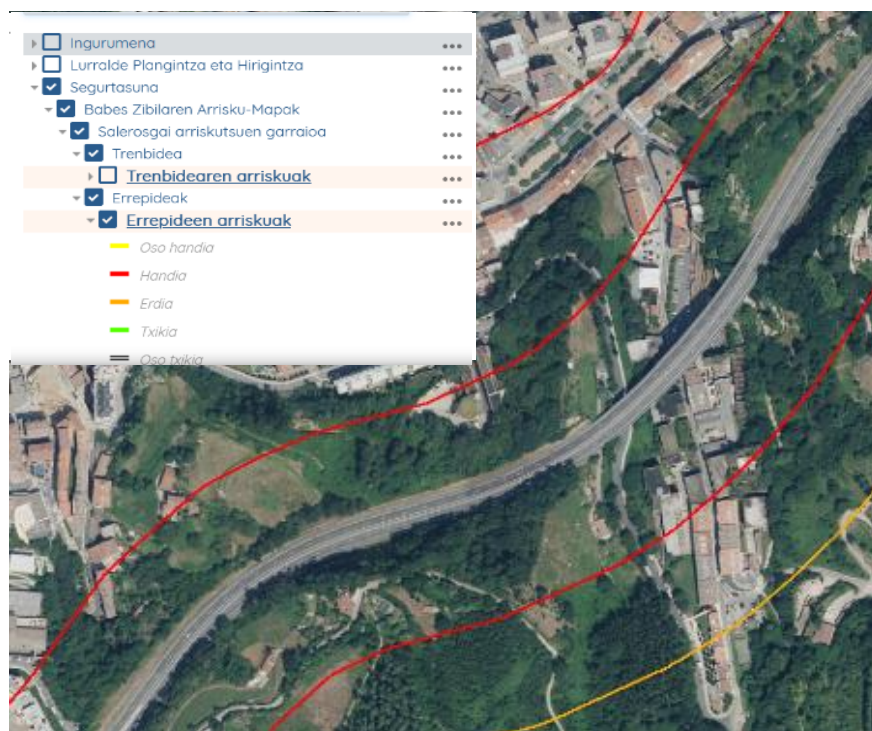 Ingurumena
Lurralde Plangintza eta Hirigintza
Segurtasuna
Babes Zibilaren Arrisku-Mapak
Salerosgai arriskutsuen garraioa
Trenbidea
Trenbidearen arriskuak
Errepideak
Errepideen arriskuak
Oso handia
Handia
Erdia
Txikia
Oso txikia